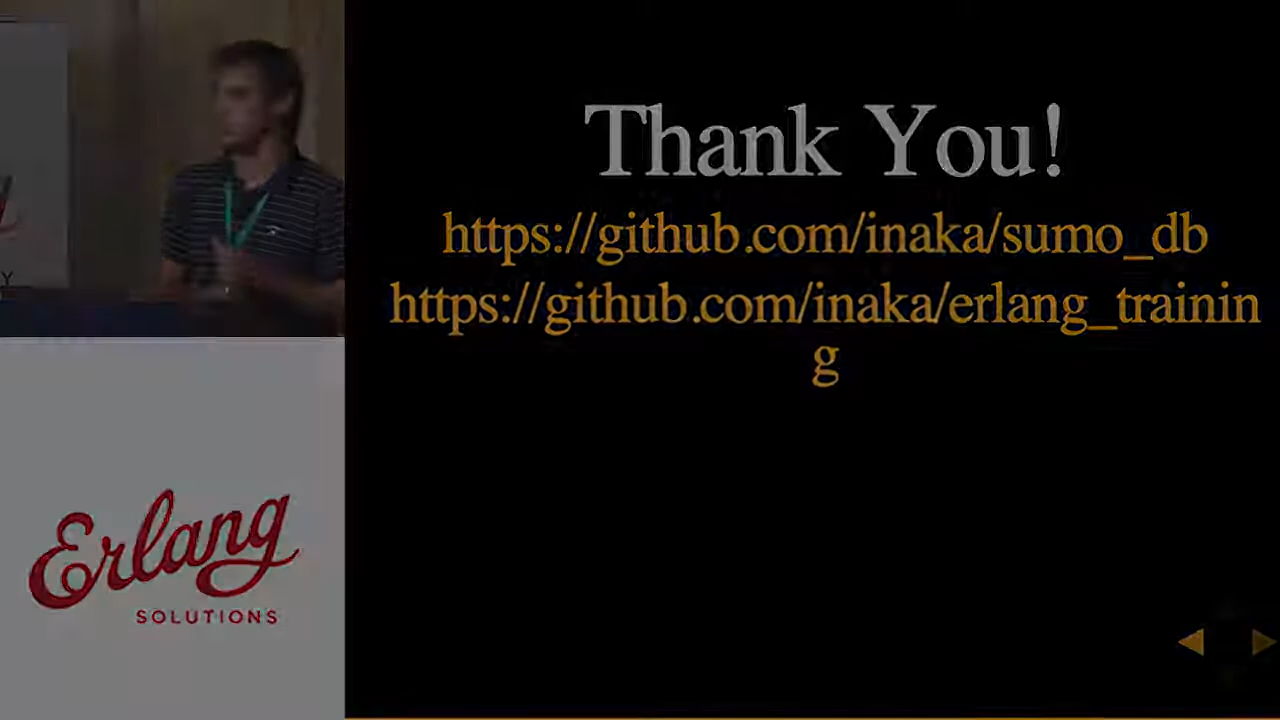 Thank You!
https://github.com/inaka/sumo_db
https://github.com/inaka/erlang_trainin
g
Y
Erlang
SOLUTIONS